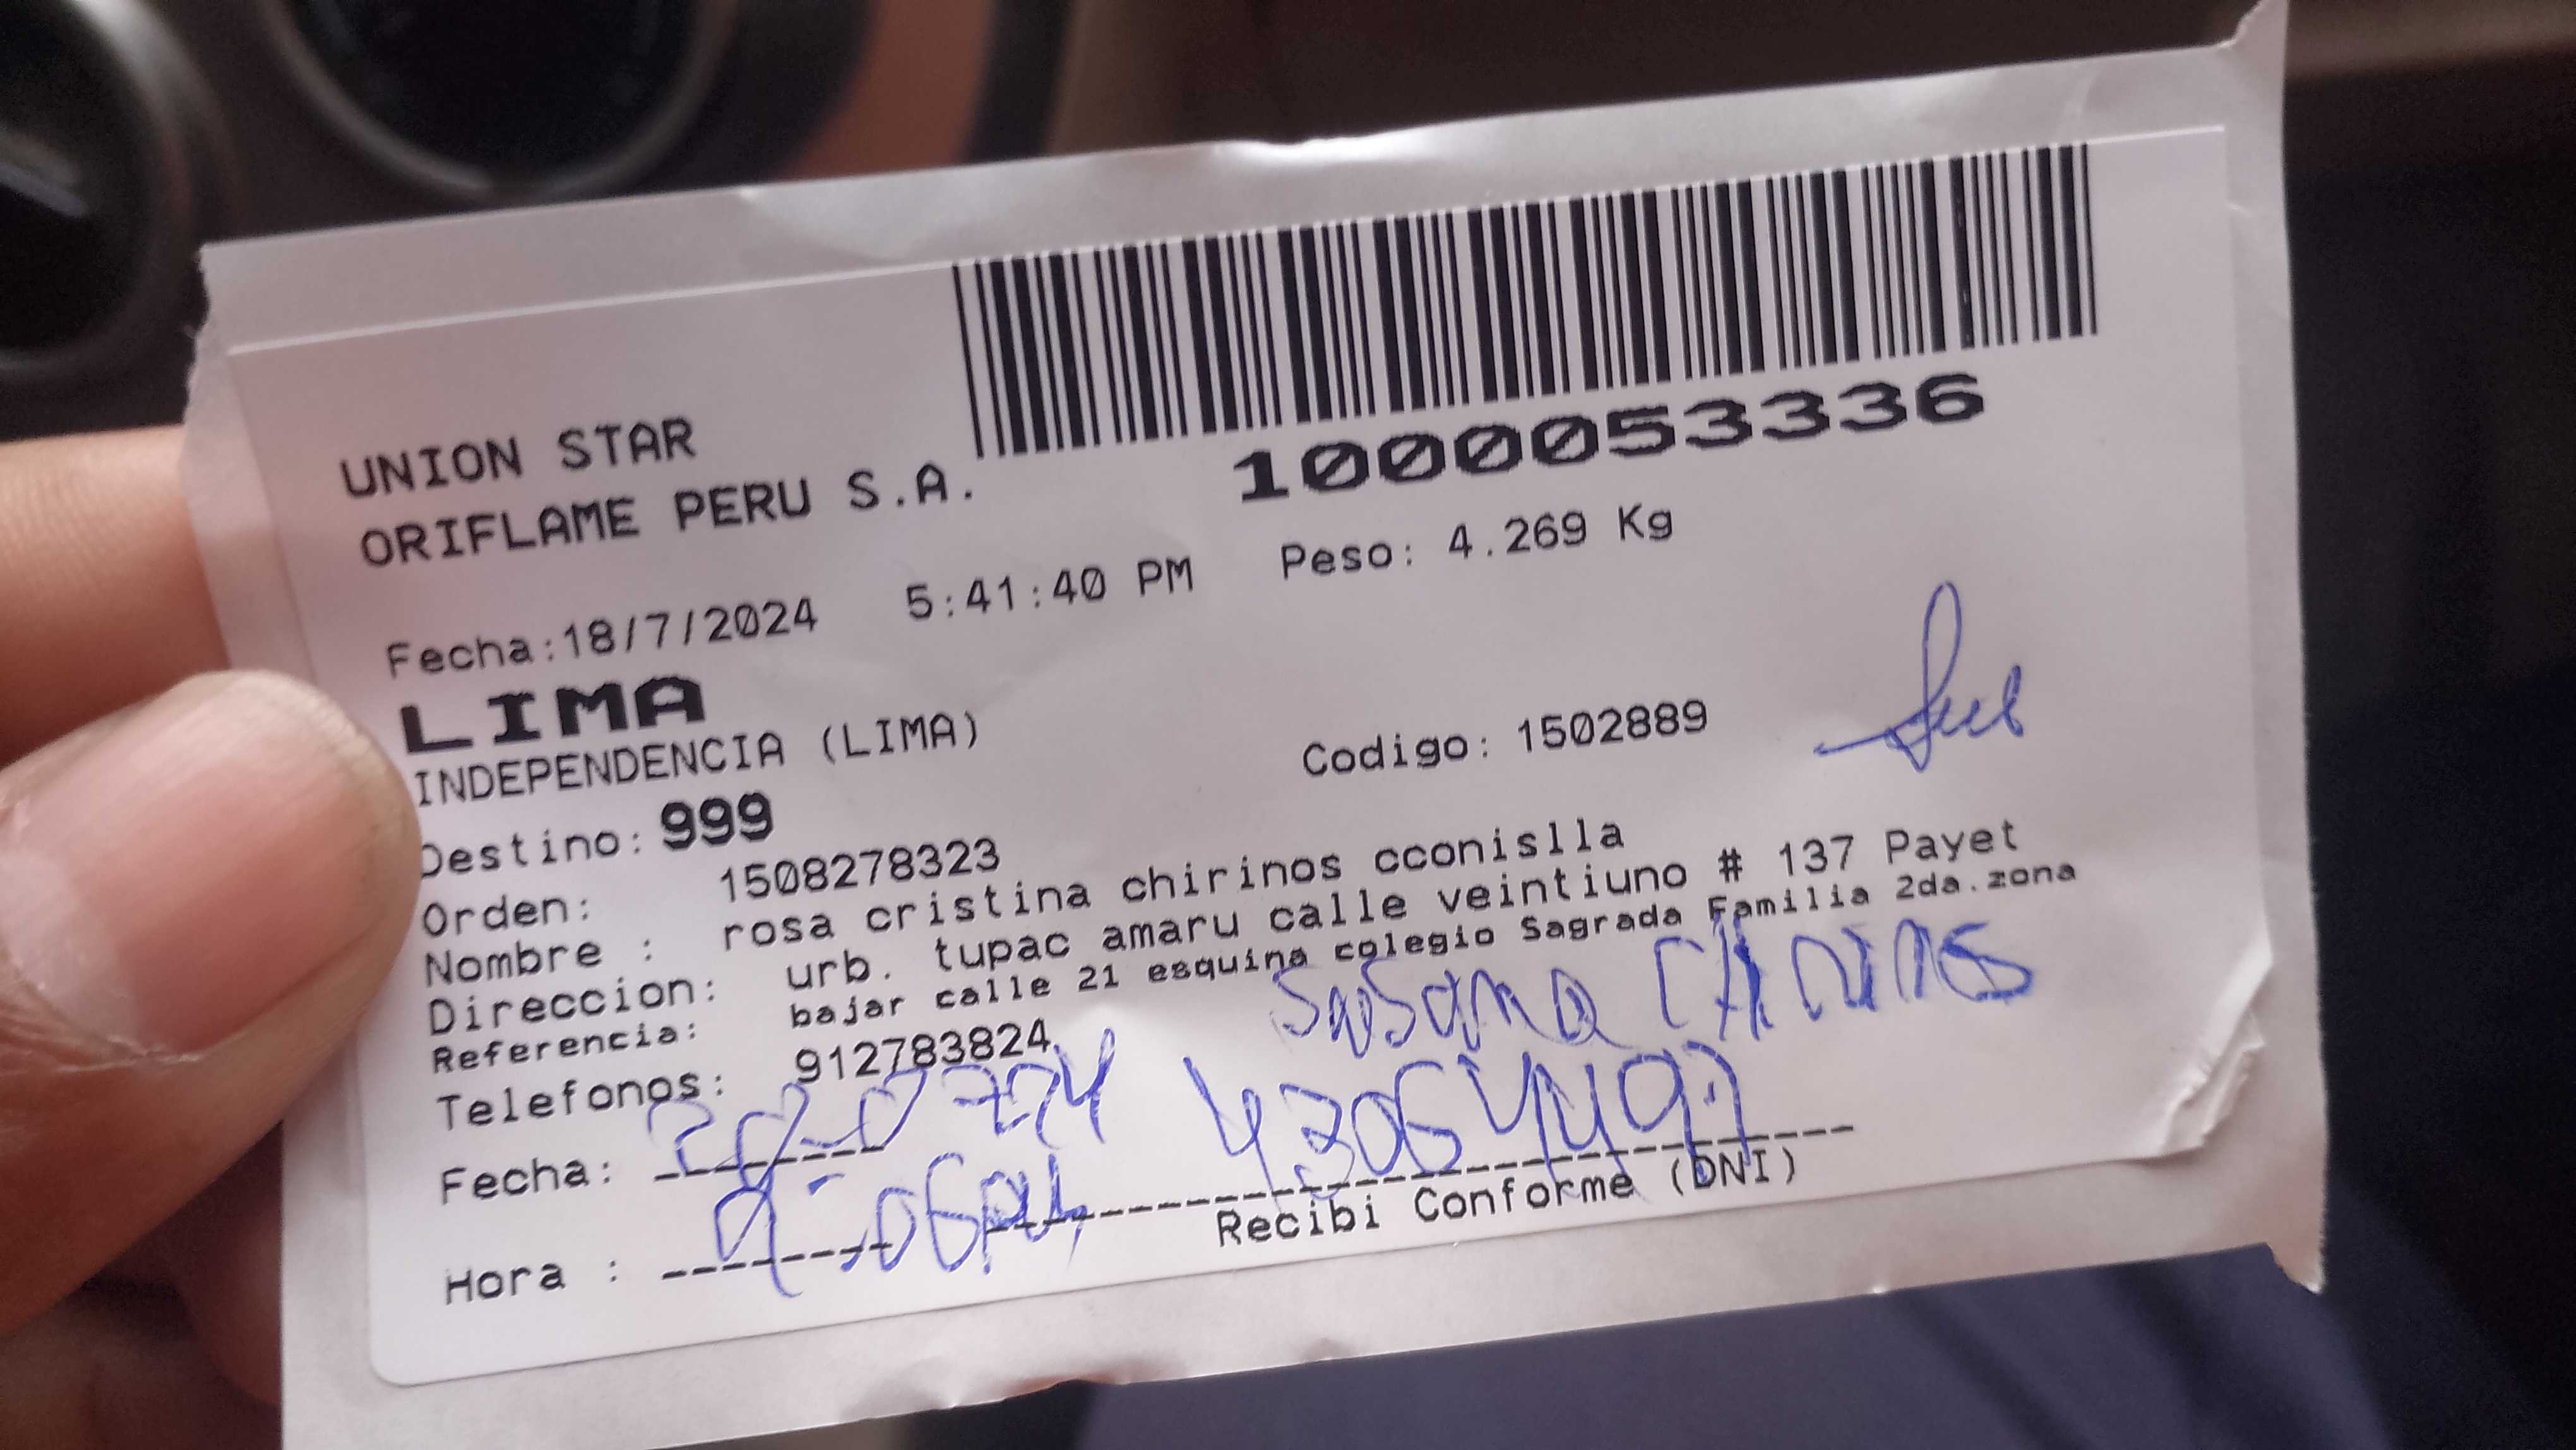 1000053336
UNION STAR
ORIFLAME PERU S.A.
Fecha:18/7/2024 5:41:40 PM Peso: 4.269 Kg
LIMA
INDEPENDENCIA (LIMA) Codigo: 1502889
Destino: 999
Orden: 1508278323
Nombre : rosa cristina chirinos cconislla
Direccion: urb. tupac amaru calle veintiuno # 137 Payet
Referencia: bajar calle 21 esquina colegio Sagrada Familia 2da.zona
Telefonos: 912783824
Susana
Fecha:
Hora :
Recibi Conforme (DNI)